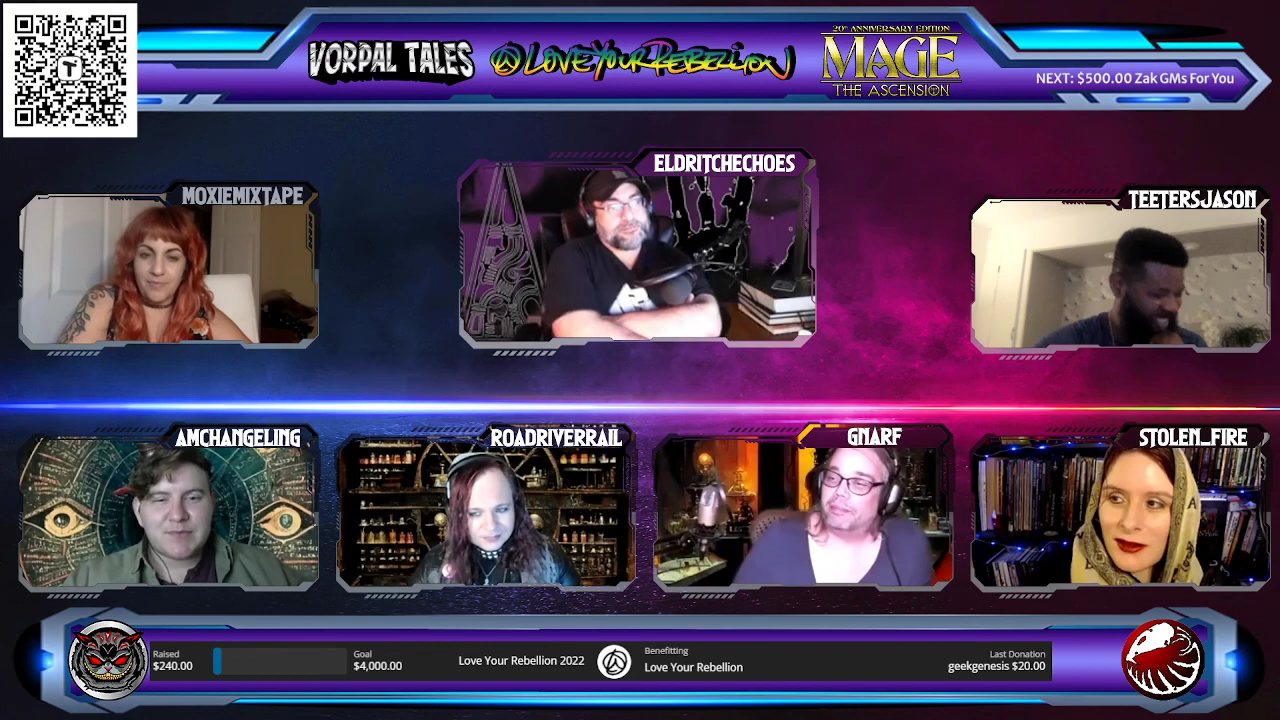 VORPAL TALES
@LOVEYOURREBELLION
20th ANNIVERSARY EDITION
MAGE
THE ASCENSION
NEXT: $500.00 Zak GMs For You
T
MOXIEMIXTAPE
ELDRITCHECHOES
TEETERSJASON
AMCHANGELING
ROADRIVERRAIL
GNARF
STOLEN_FIRE
Raised
$240.00
Goal
$4,000.00
Love Your Rebellion 2022
Benefitting
Love Your Rebellion
Last Donation
geekgenesis $20.00